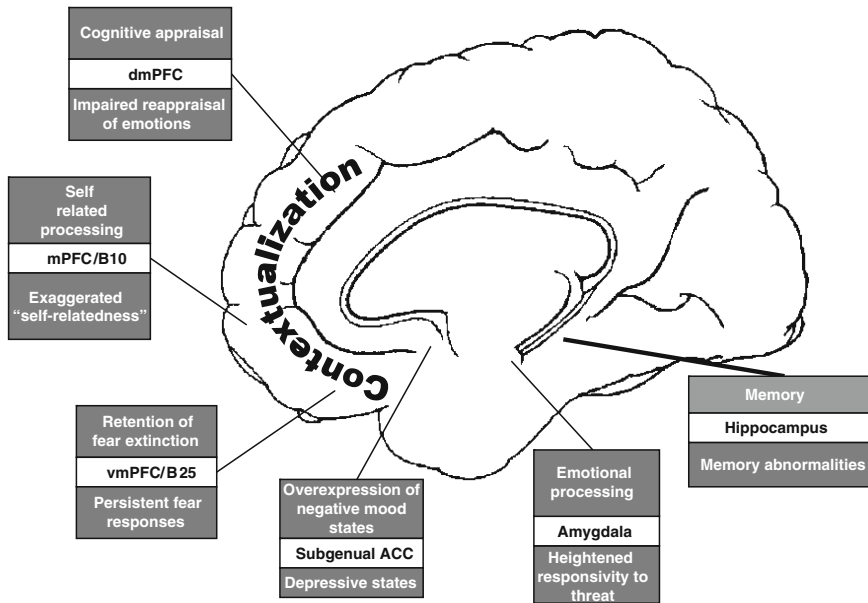 Cognitive appraisal
dmPFC
Impaired reappraisal
of emotions
Self
related
processing
mPFC/B10
Exaggerated
“self-relatedness”
Contextualization
Retention of
fear extinction
vmPFC/B25
Persistent fear
responses
Overexpression of
negative mood
states
Subgenual ACC
Depressive states
Emotional
processing
Amygdala
Heightened
responsivity to
threat
Memory
Hippocampus
Memory abnormalities